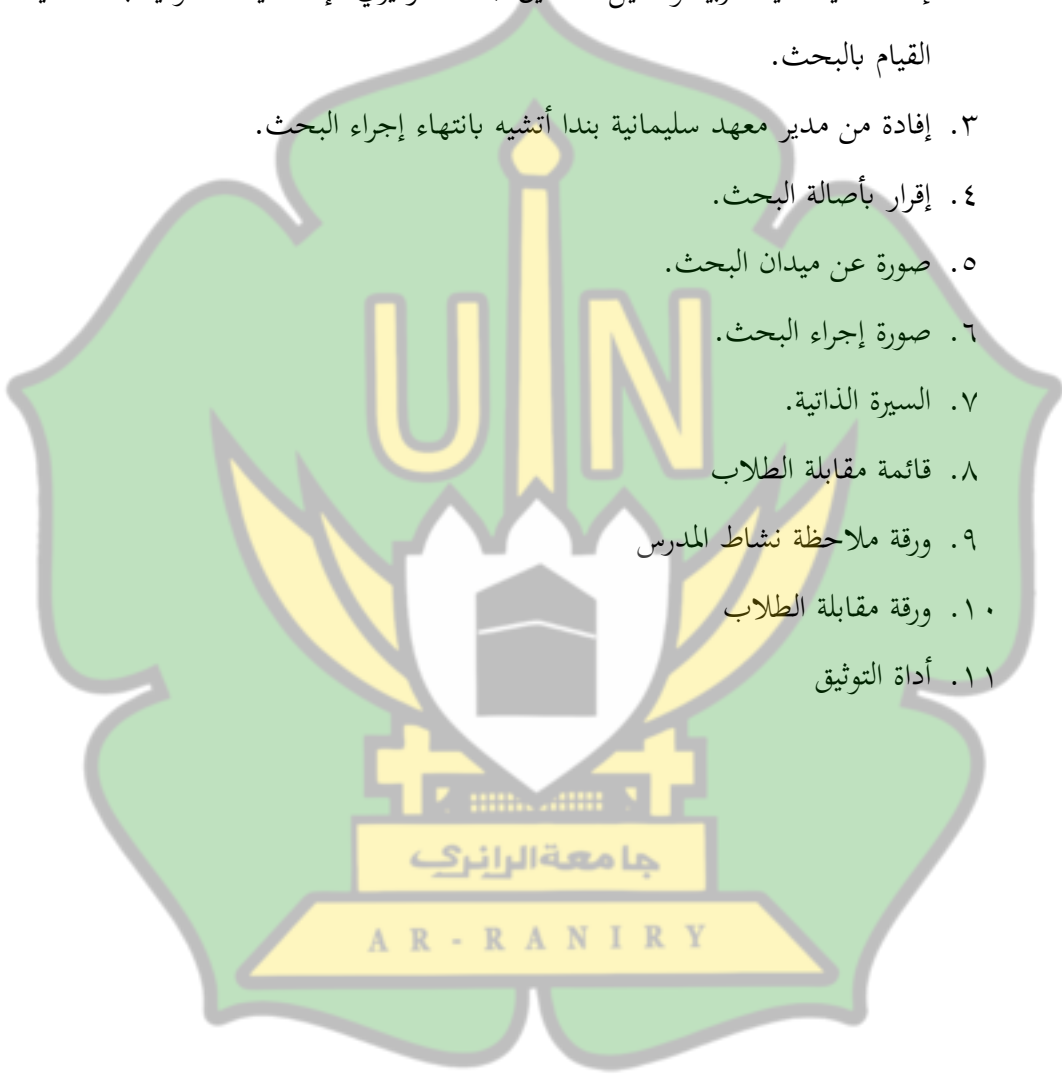 القيام بالبحث.
٣. إفادة من مدير معهد سليمانية بندا أتشيه بانتهاء إجراء البحث.
٤. إقرار بأصالة البحث.
٥. صورة عن ميدان البحث.
٦. صورة إجراء البحث.
٧. السيرة الذاتية.
٨. قائمة مقابلة الطلاب
٩. ورقة ملاحظة نشاط المدرس
١٠. ورقة مقابلة الطلاب
١١. أداة التوثيق
UIN
جامعة الرانري
AR-RANIRY